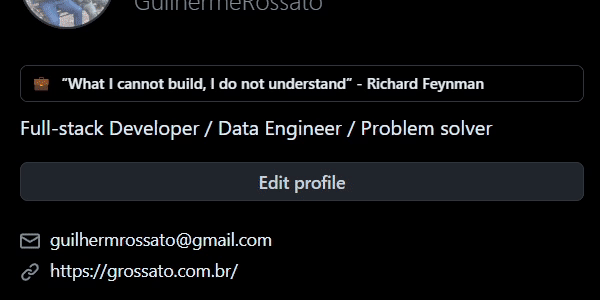 GuilhermeRossato
"What I cannot build, I do not understand" - Richard Feynman
Full-stack Developer / Data Engineer / Problem solver
Edit profile
guilhermrossato@gmail.com
https://grossato.com.br/